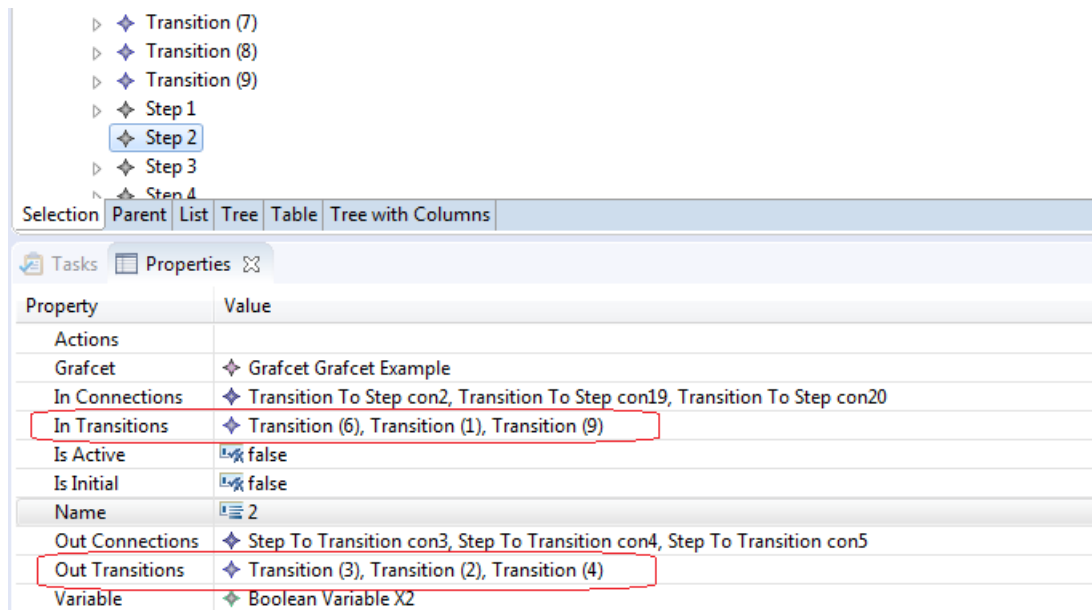 Transition (7)
Transition (8)
Transition (9)
Step 1
Step 2
Step 3
Step 4
Selection Parent List Tree Table Tree with Columns
Tasks Properties
Property Value
Actions
Grafcet Grafcet Grafcet Example
In Connections Transition To Step con2, Transition To Step con19, Transition To Step con20
In Transitions Transition (6), Transition (1), Transition (9)
Is Active false
Is Initial false
Name 2
Out Connections Step To Transition con3, Step To Transition con4, Step To Transition con5
Out Transitions Transition (3), Transition (2), Transition (4)
Variable Boolean Variable X2